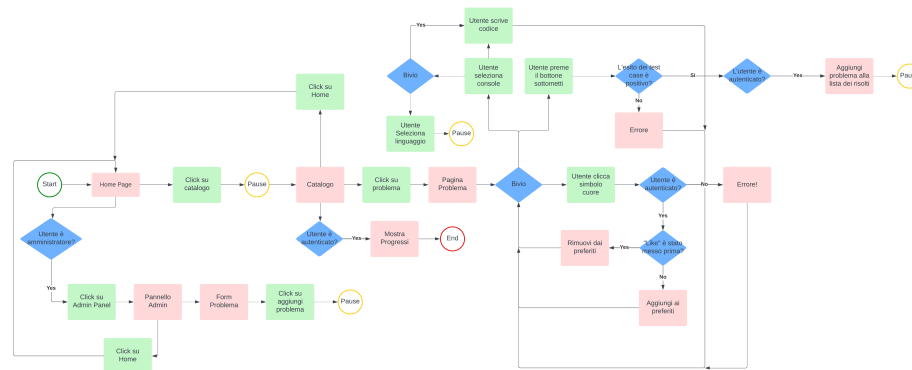 Yes
Utente scrive
codice
Bivio
Utente
seleziona
console
Utente preme
il bottone
sottometti
L'esito dei test
case è
positivo?
Si
L'utente è
autenticato?
Yes
Aggiungi
problema alla
lista dei risolti
Click su
Home
No
Utente
Seleziona
linguaggio
Pause
Errore
Start
Home Page
Click su
catalogo
Pause
Catalogo
Click su
problema
Pagina
Problema
Bivio
Utente clicca
simbolo
cuore
Utente è
autenticato?
No
Errore!
Yes
Utente è
amministratore?
Utente è
autenticato?
Yes
Mostra
Progressi
End
Rimuovi dai
preferiti
Yes
"Like" è stato
messo prima?
No
Yes
Click su
Admin Panel
Pannello
Admin
Form
Problema
Click su
aggiungi
problema
Pause
Aggiungi ai
preferiti
Click su
Home